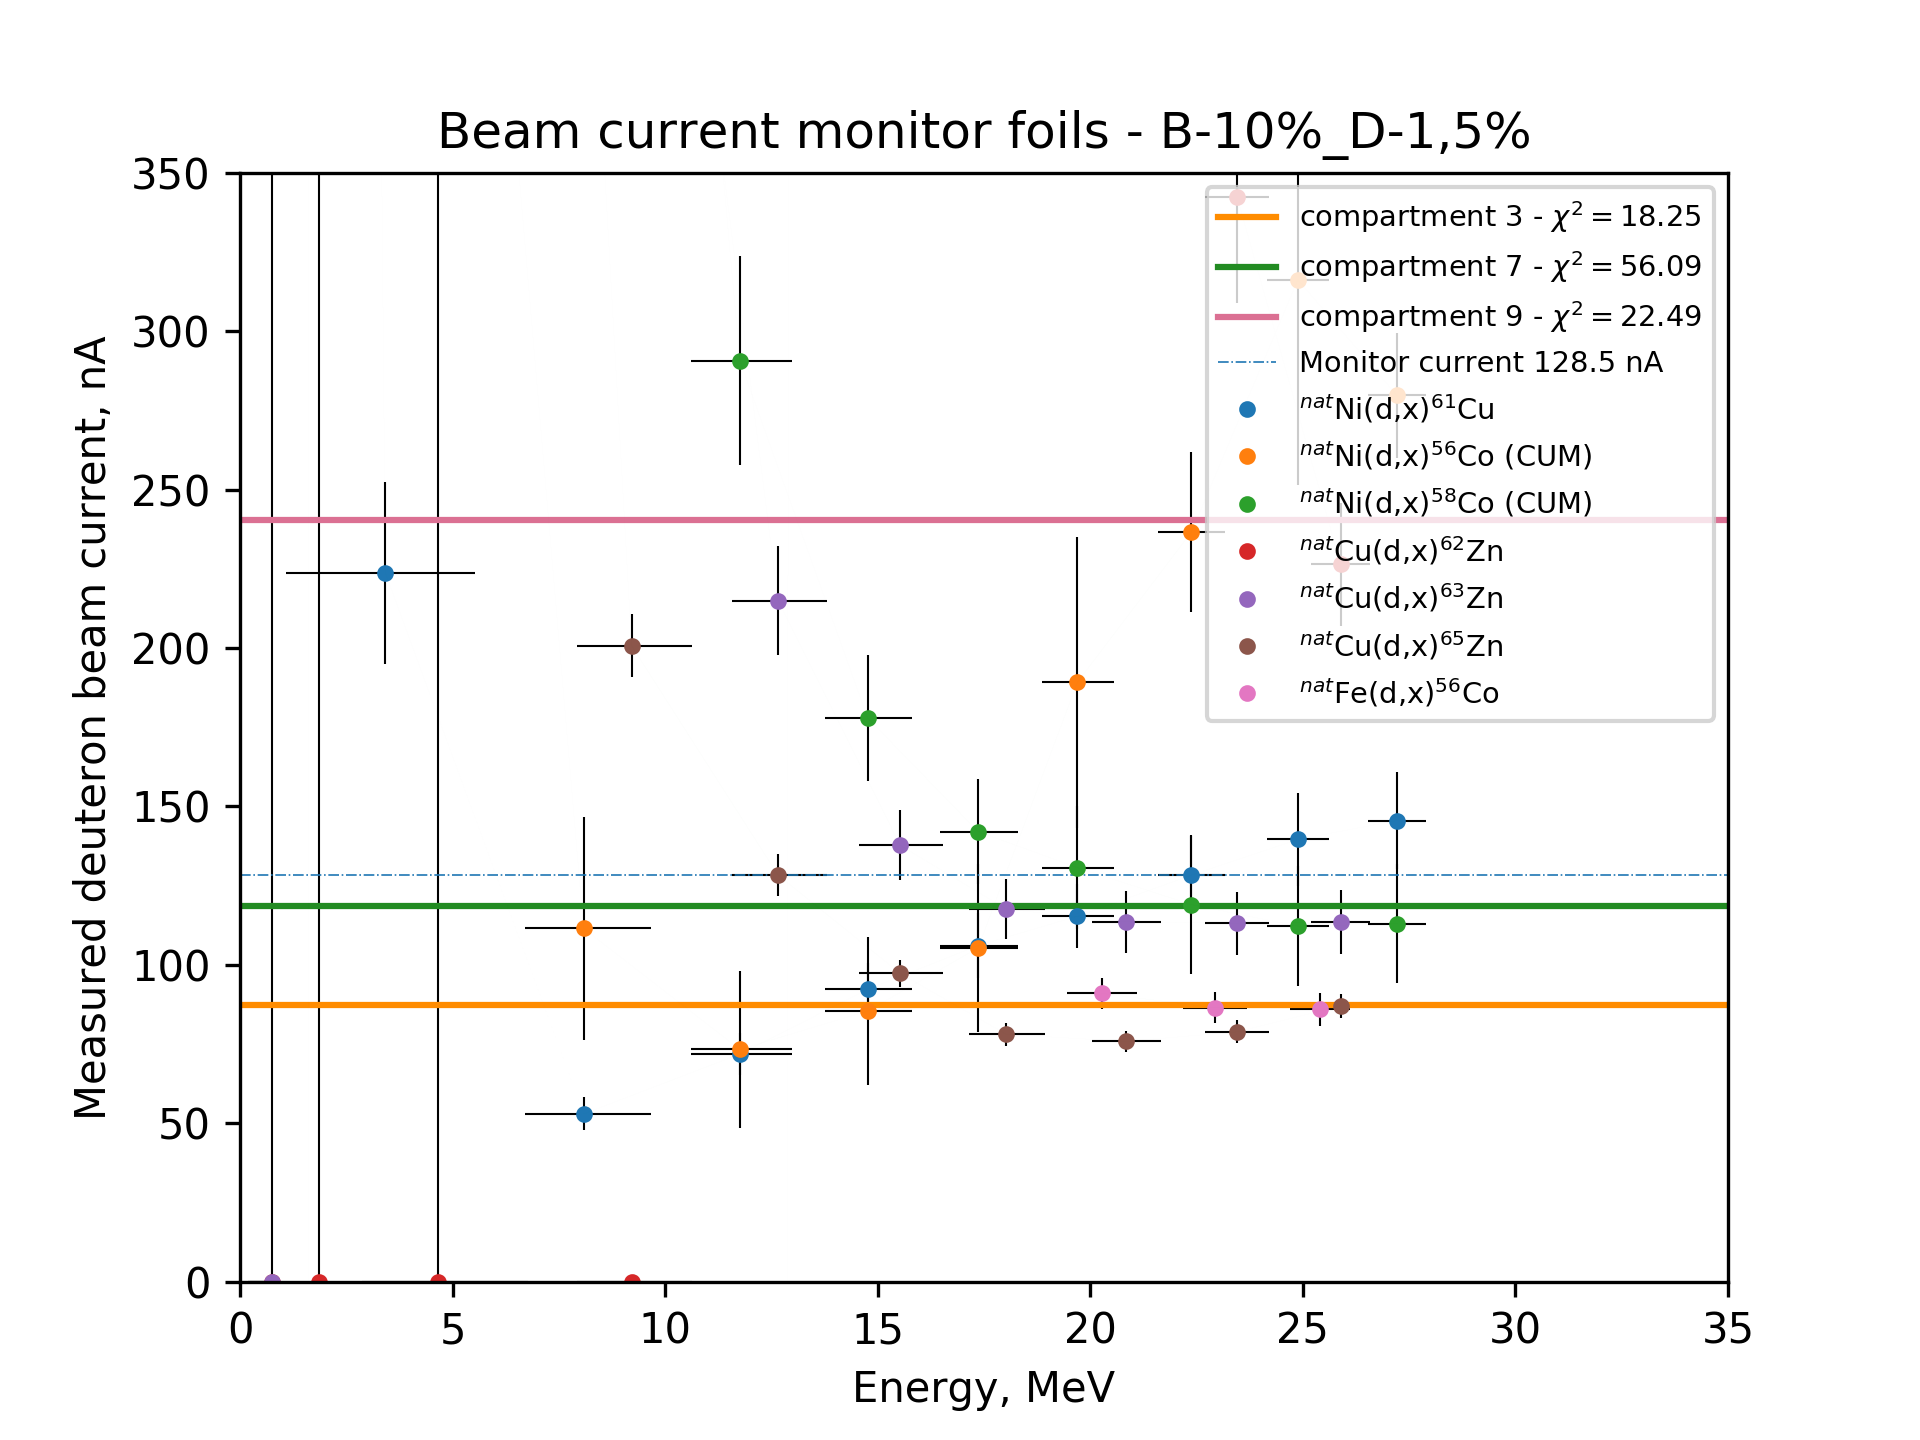 Beam current monitor foils - B-10%_D-1,5%
350
300
250
200
150
100
50
0
Measured deuteron beam current, nA
compartment 3 - χ² = 18.25
compartment 7 - χ² = 56.09
compartment 9 - χ² = 22.49
Monitor current 128.5 nA
ⁿᵃᵗNi(d,x)⁶¹Cu
ⁿᵃᵗNi(d,x)⁵⁶Co (CUM)
ⁿᵃᵗNi(d,x)⁵⁸Co (CUM)
ⁿᵃᵗCu(d,x)⁶²Zn
ⁿᵃᵗCu(d,x)⁶³Zn
ⁿᵃᵗCu(d,x)⁶⁵Zn
ⁿᵃᵗFe(d,x)⁵⁶Co
0 5 10 15 20 25 30 35
Energy, MeV